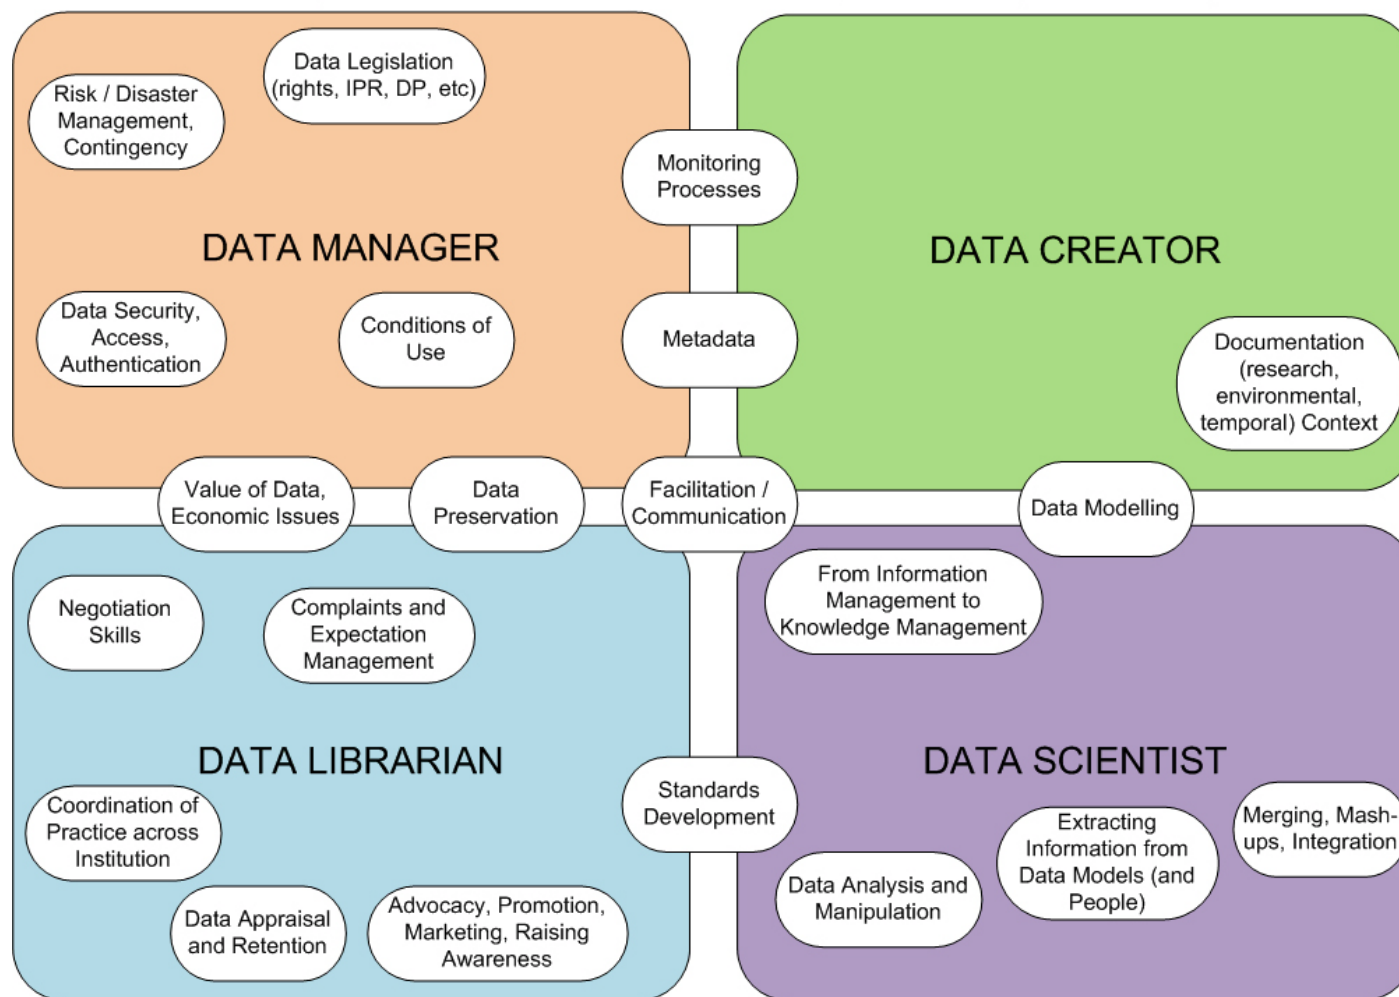 Data Legislation
(rights, IPR, DP, etc)
Risk / Disaster
Management,
Contingency
Monitoring
Processes
DATA MANAGER
DATA CREATOR
Data Security,
Access,
Authentication
Conditions of
Use
Metadata
Documentation
(research,
environmental,
temporal) Context
Value of Data,
Economic Issues
Data
Preservation
Facilitation /
Communication
Data Modelling
Negotiation
Skills
Complaints and
Expectation
Management
From Information
Management to
Knowledge Management
DATA LIBRARIAN
DATA SCIENTIST
Coordination of
Practice across
Institution
Standards
Development
Data Appraisal
and Retention
Advocacy, Promotion,
Marketing, Raising
Awareness
Data Analysis and
Manipulation
Extracting
Information from
Data Models (and
People)
Merging, Mash-
ups, Integration